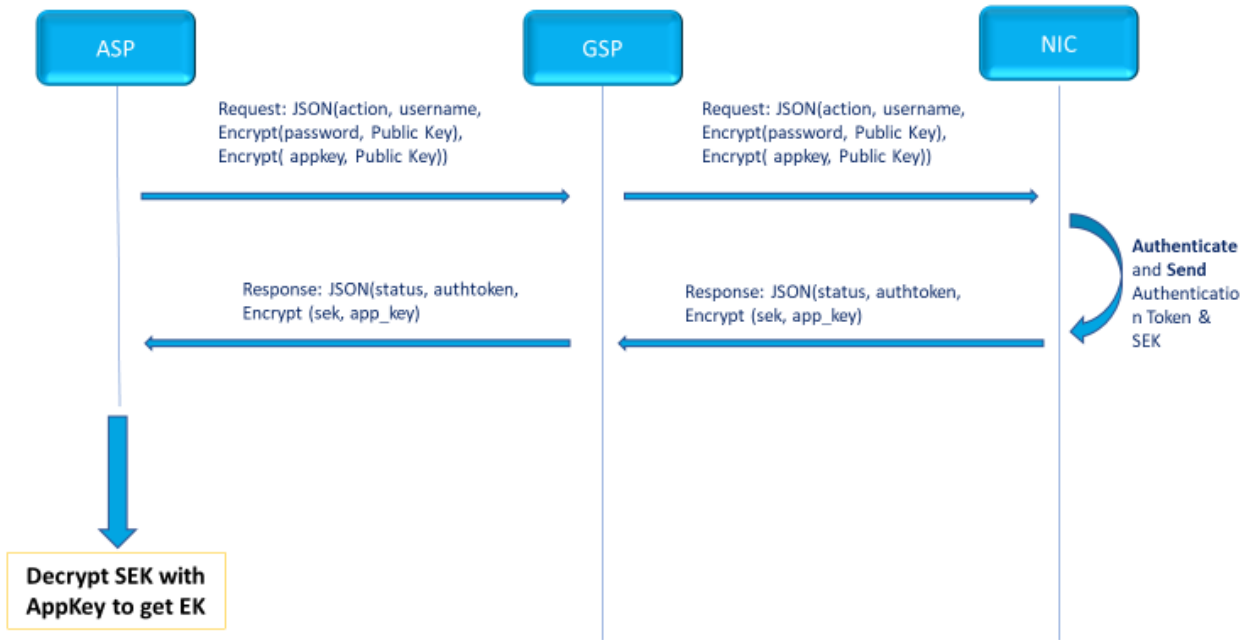 ASP
GSP
NIC
Request: JSON(action, username,
Encrypt(password, Public Key),
Encrypt( appkey, Public Key))
Request: JSON(action, username,
Encrypt(password, Public Key),
Encrypt( appkey, Public Key))
Authenticate
and Send
Authenticatio
n Token &
SEK
Response: JSON(status, authtoken,
Encrypt (sek, app_key)
Response: JSON(status, authtoken,
Encrypt (sek, app_key)
Decrypt SEK with
AppKey to get EK